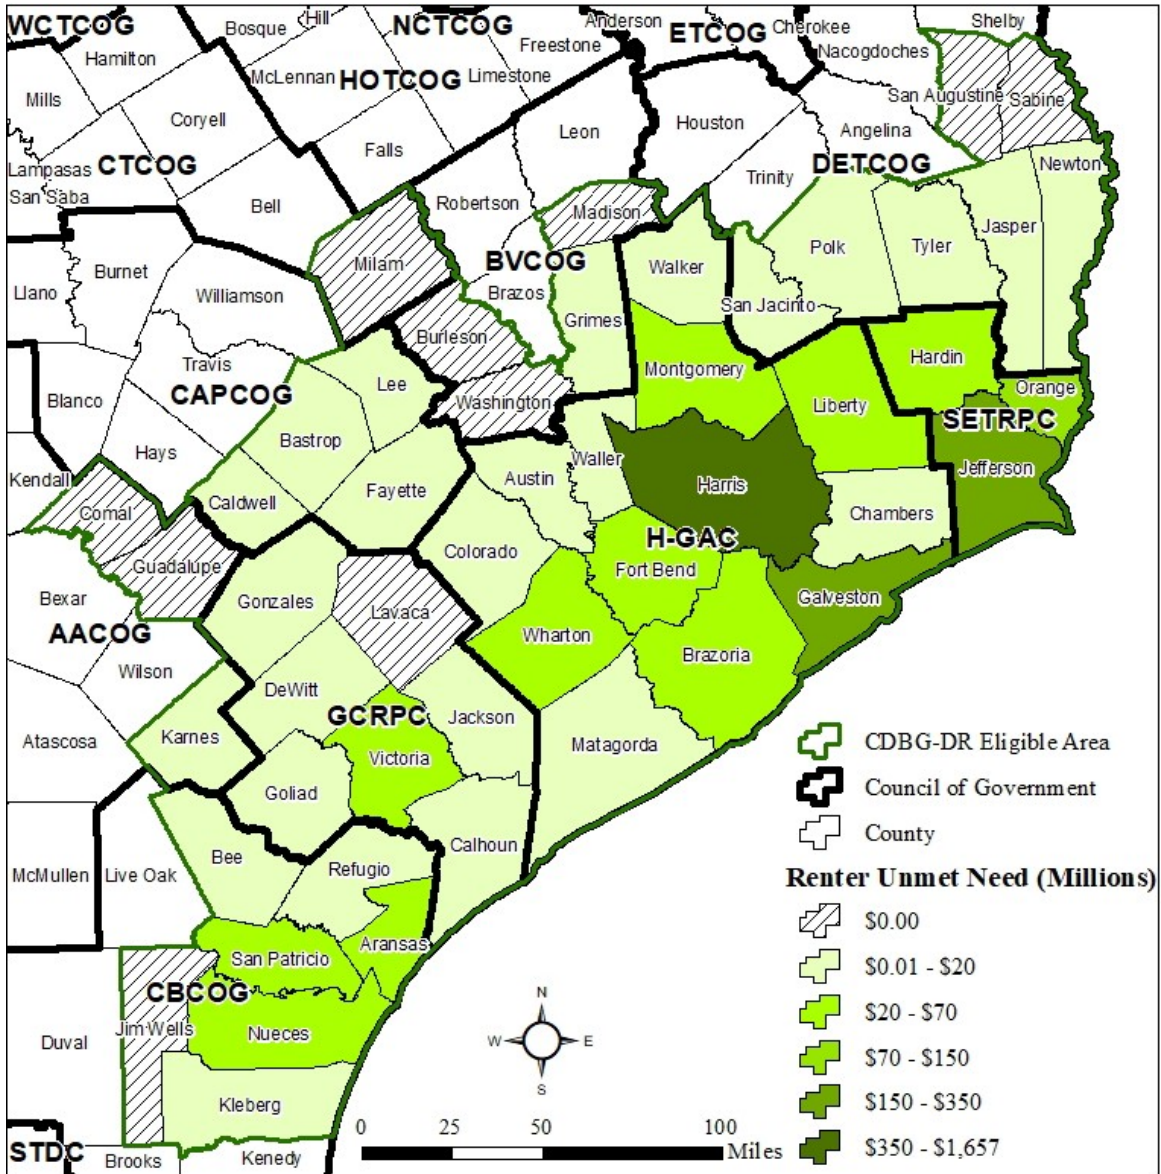 WCTCOG
Hill
Bosque
NCTCOG
Anderson
ETCOG
Cherokee
Shelby
Hamilton
Freestone
Nacogdoches
McLennan
HOTCOG
Limestone
Mills
San Augustine
Sabine
Coryell
Leon
Houston
Angelina
Falls
Lampasas
CTCOG
DETCOG
Newton
San Saba
Trinity
Bell
Robertson
Madison
Jasper
Polk
Tyler
Milam
BVCOG
Walker
Burnet
Llano
Williamson
Brazos
San Jacinto
Grimes
Burleson
Hardin
Travis
Montgomery
Lee
Orange
CAPCOG
Blanco
Washington
Liberty
SETRPC
Bastrop
Hays
Waller
Jefferson
Kendall
Austin
Harris
Fayette
Caldwell
Comal
Chambers
H-GAC
Colorado
Guadalupe
Fort Bend
Bexar
Gonzales
Lavaca
Galveston
AACOG
Wharton
Brazoria
Wilson
DeWitt
GCRPC
Jackson
Karnes
Atascosa
Matagorda
Victoria
Goliad
Calhoun
Bee
Refugio
McMullen
Live Oak
Aransas
San Patricio
CBCOG
Jim Wells
Nueces
Duval
Kleberg
STDC
Brooks
Kenedy
CDBG-DR Eligible Area
Council of Government
County
Renter Unmet Need (Millions)
$0.00
$0.01 - $20
$20 - $70
$70 - $150
$150 - $350
$350 - $1,657
N
W
E
S
0
25
50
100
Miles